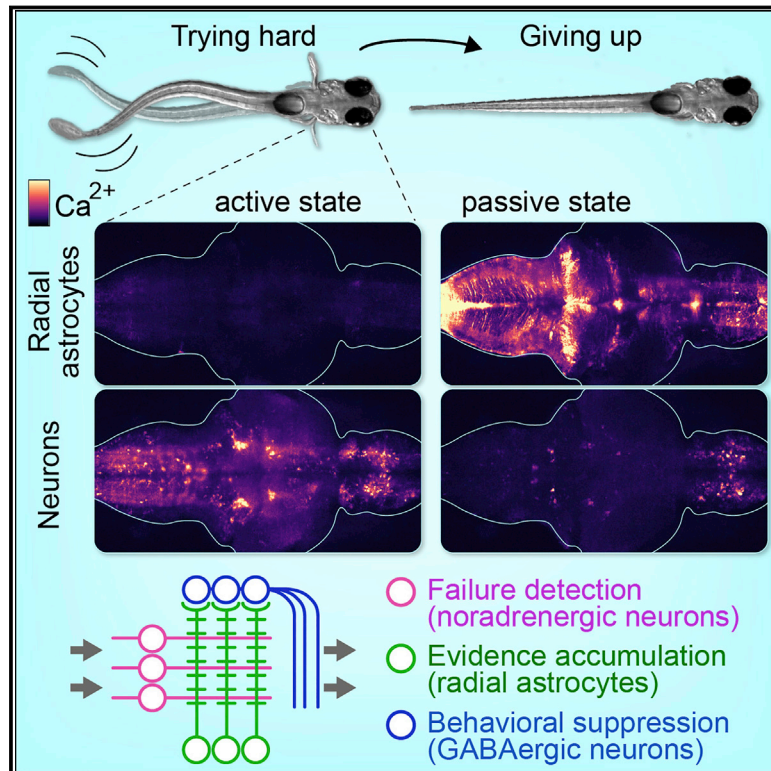 Trying hard
Giving up
Ca2+
active state
passive state
Radial
astrocytes
Neurons
Failure detection
(noradrenergic neurons)
Evidence accumulation
(radial astrocytes)
Behavioral suppression
(GABAergic neurons)